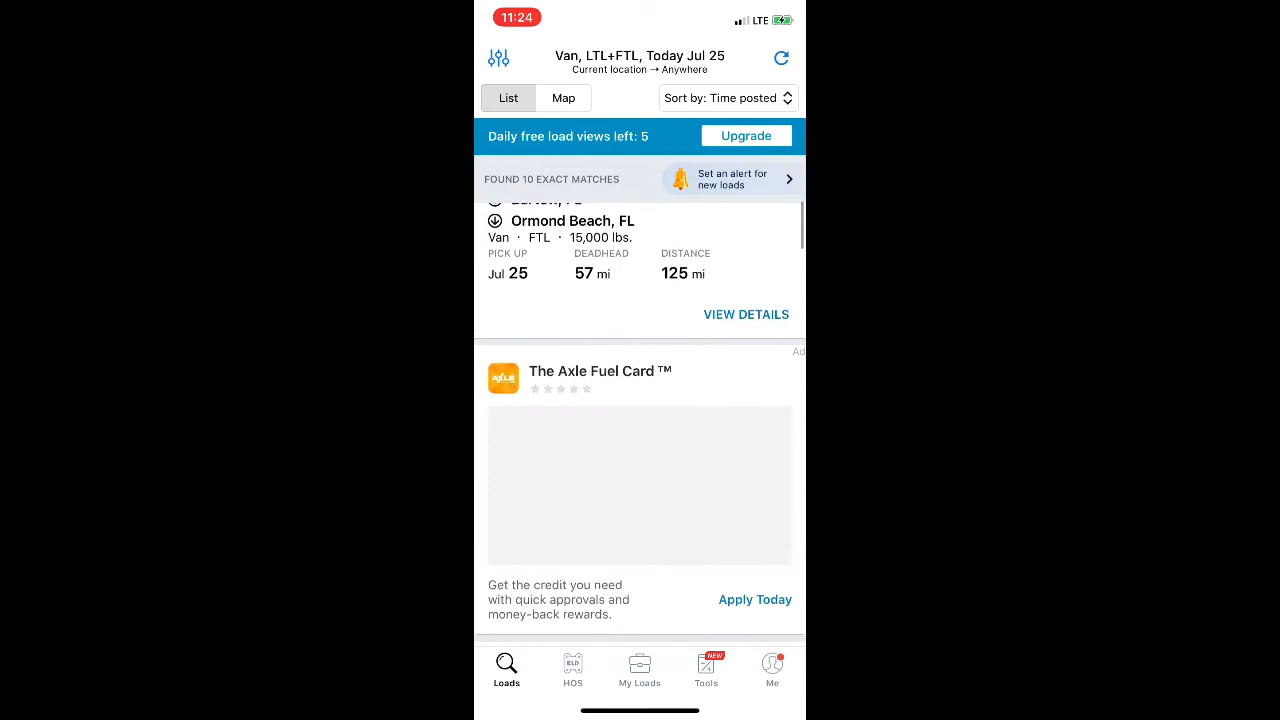 11:24
LTE
Van, LTL+FTL, Today Jul 25
Current location → Anywhere
List
Map
Sort by: Time posted
Daily free load views left: 5
Upgrade
FOUND 10 EXACT MATCHES
Set an alert for
new loads
Ormond Beach, FL
Van · FTL · 15,000 lbs.
PICK UP DEADHEAD DISTANCE
Jul 25 57 mi 125 mi
VIEW DETAILS
Ad
The Axle Fuel Card ™
AXLE
Get the credit you need
with quick approvals and
money-back rewards.
Apply Today
NEW
ELD
Loads HOS My Loads Tools Me